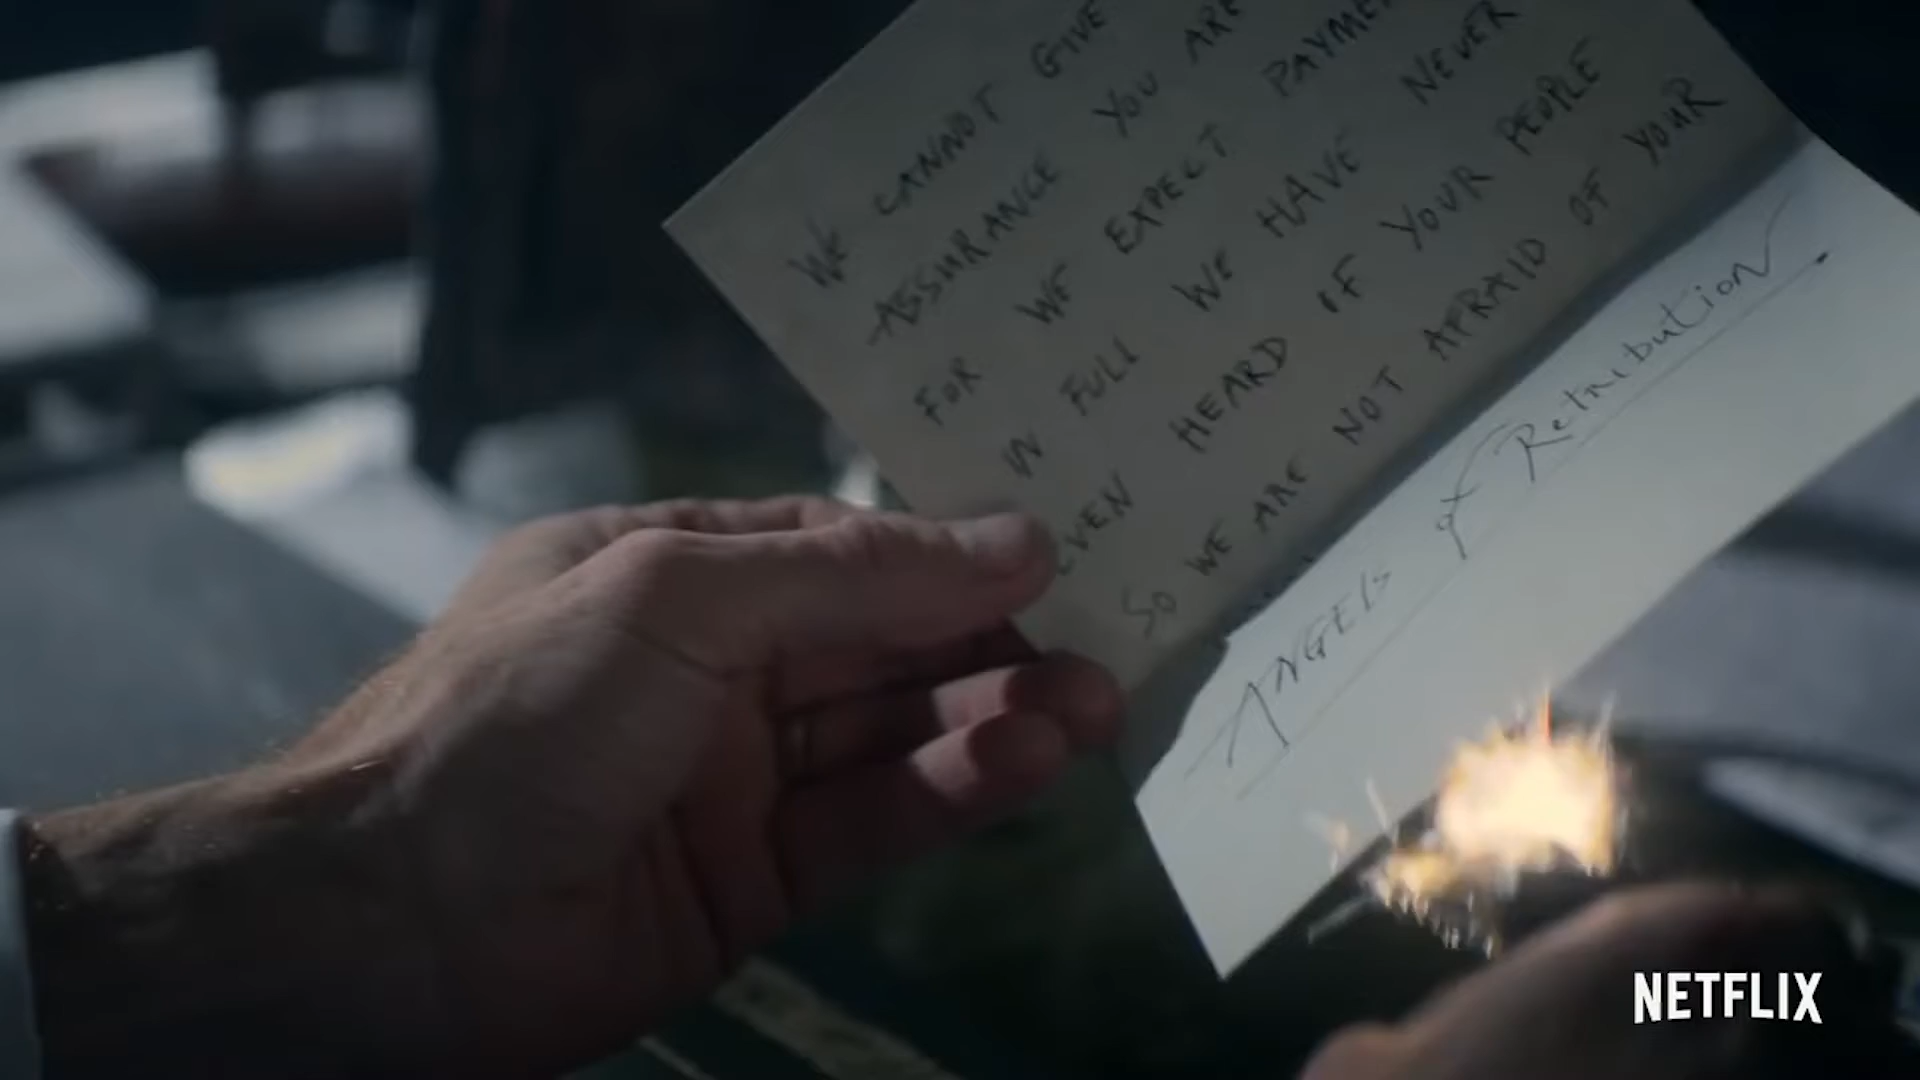 WE CANNOT GIVE
ASSURANCE YOU ARE
FOR WE EXPECT PAYME
IN FULL WE HAVE NEVER
EVEN HEARD OF YOUR PEOPLE
SO WE ARE NOT AFRAID OF YOUR
ANGELS of Retribution.
NETFLIX